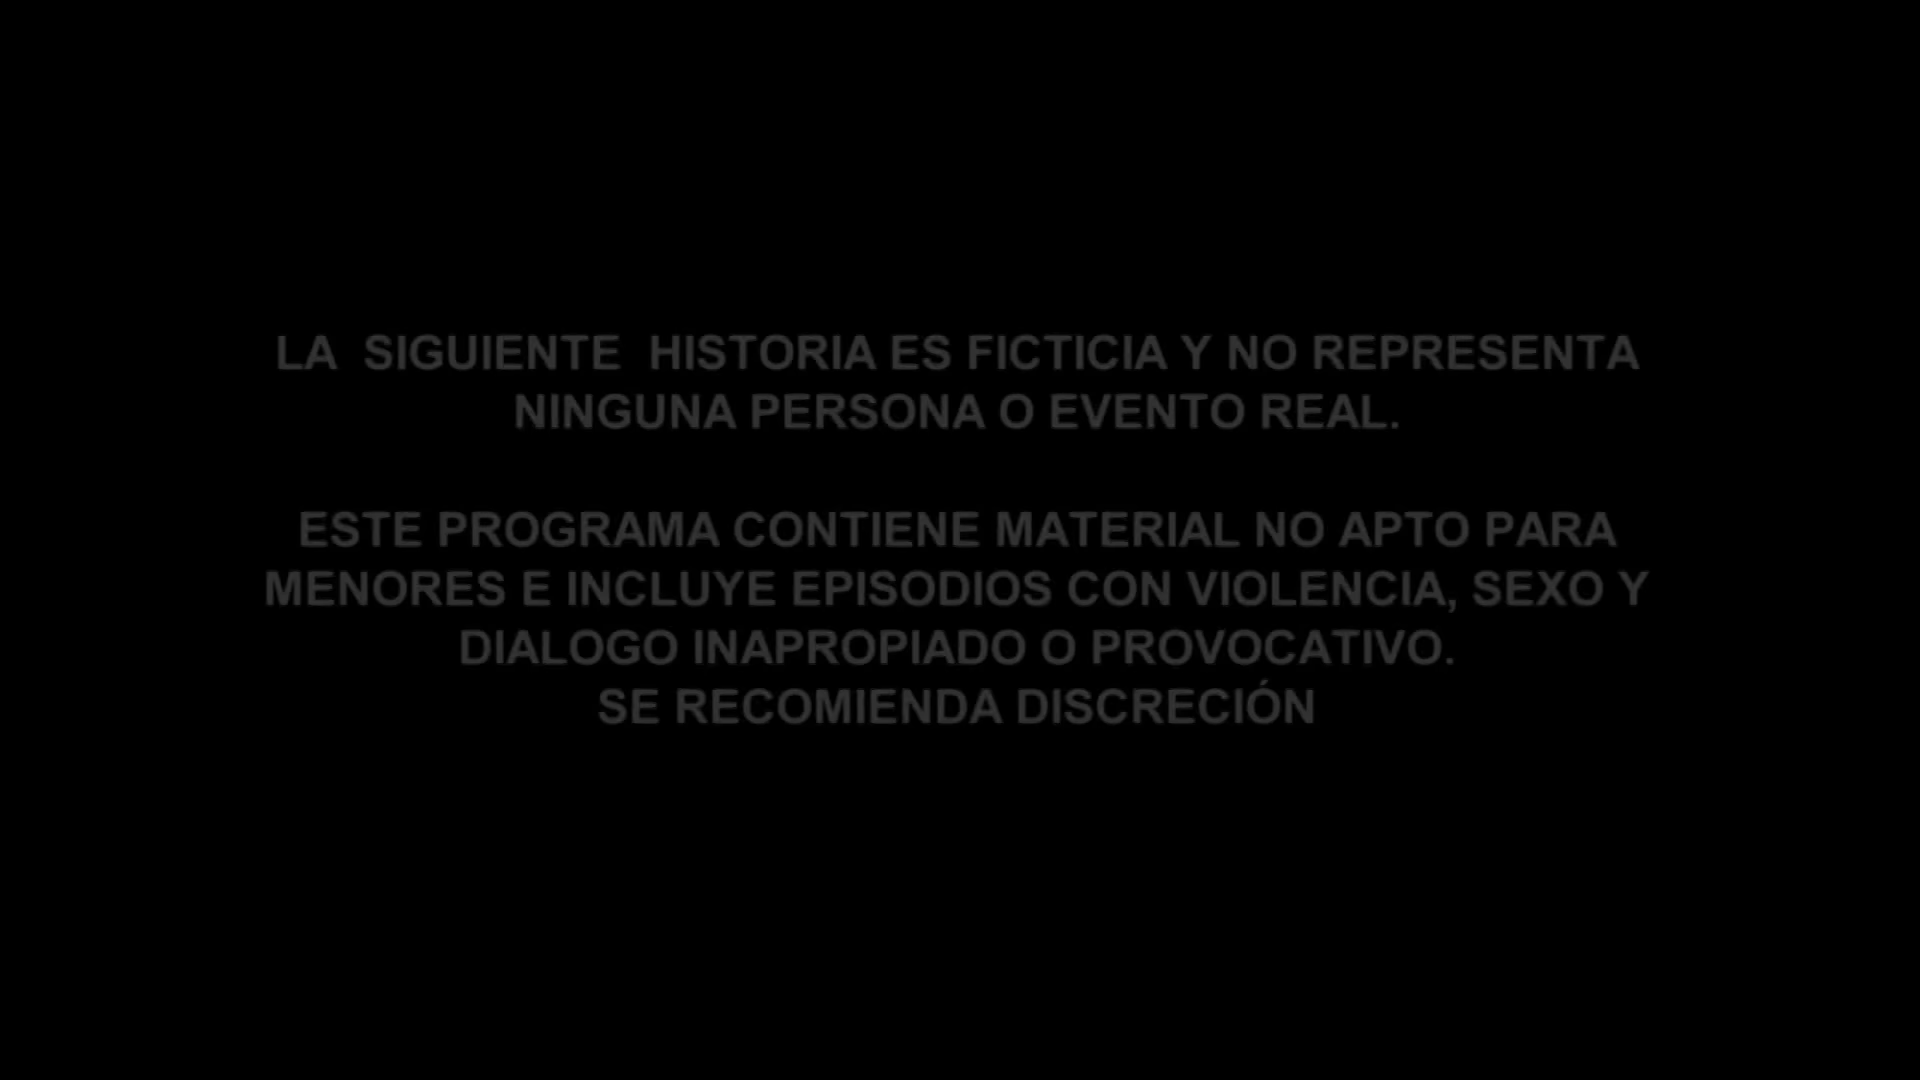 LA  SIGUIENTE  HISTORIA ES FICTICIA Y NO REPRESENTA
NINGUNA PERSONA O EVENTO REAL.
ESTE PROGRAMA CONTIENE MATERIAL NO APTO PARA
MENORES E INCLUYE EPISODIOS CON VIOLENCIA, SEXO Y
DIALOGO INAPROPIADO O PROVOCATIVO.
SE RECOMIENDA DISCRECIÓN